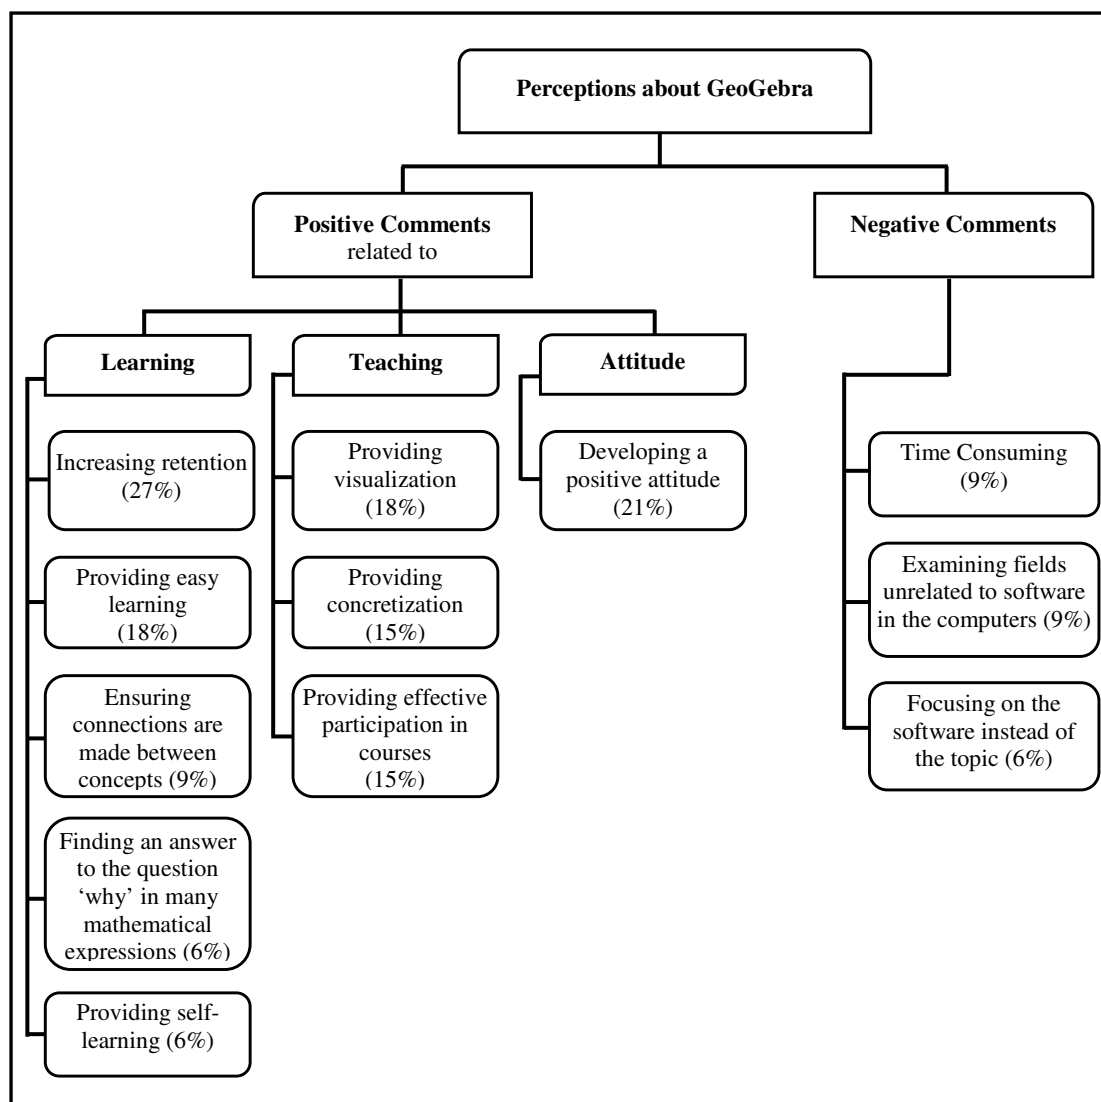 Perceptions about GeoGebra
Positive Comments
related to
Negative Comments
Learning
Teaching
Attitude
Increasing retention
(27%)
Providing easy
learning
(18%)
Ensuring
connections are
made between
concepts (9%)
Finding an answer
to the question
‘why’ in many
mathematical
expressions (6%)
Providing self-
learning (6%)
Providing
visualization
(18%)
Providing
concretization
(15%)
Providing effective
participation in
courses
(15%)
Developing a
positive attitude
(21%)
Time Consuming
(9%)
Examining fields
unrelated to software
in the computers (9%)
Focusing on the
software instead of
the topic (6%)